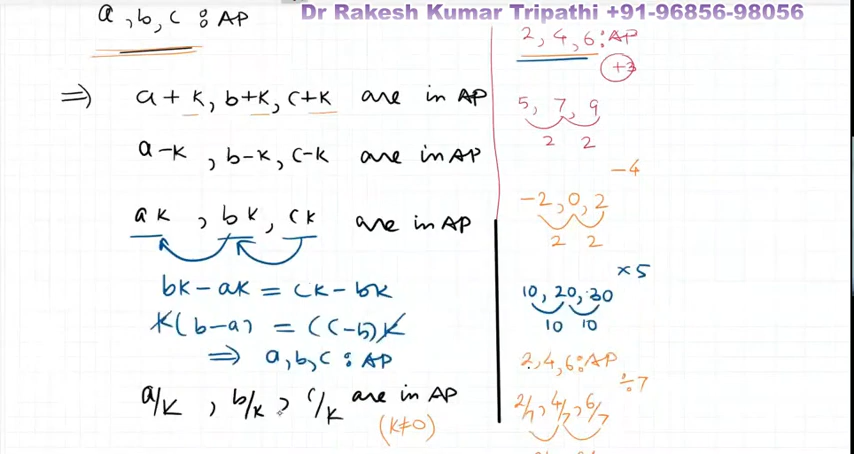 Dr Rakesh Kumar Tripathi +91-96856-98056
a, b, c : AP
⇒ a+k, b+k, c+k are in AP
a-k, b-k, c-k are in AP
ak, bk, ck are in AP
bk-ak = ck-bk
k(b-a) = (c-b)k
⇒ a, b, c : AP
a/k, b/k, c/k are in AP
(k≠0)
2, 4, 6 : AP
+3
5, 7, 9
2 2
-4
-2, 0, 2
2 2
×5
10, 20, 30
10 10
2, 4, 6 : AP
÷7
2/7, 4/7, 6/7